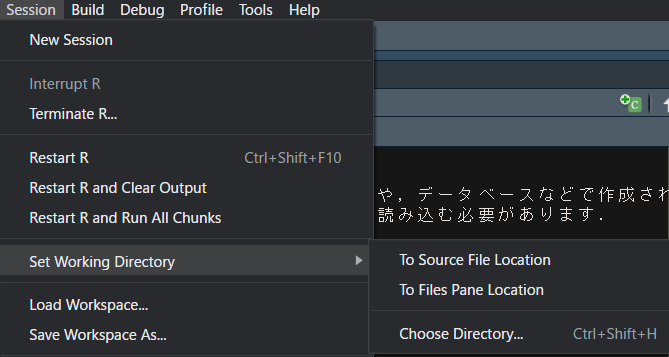 Session Build Debug Profile Tools Help
New Session
Interrupt R
Terminate R...
Restart R Ctrl+Shift+F10
Restart R and Clear Output
Restart R and Run All Chunks
Set Working Directory
Load Workspace...
Save Workspace As...
C
や，データベースなどで作成され
読み込む必要があります．
To Source File Location
To Files Pane Location
Choose Directory... Ctrl+Shift+H